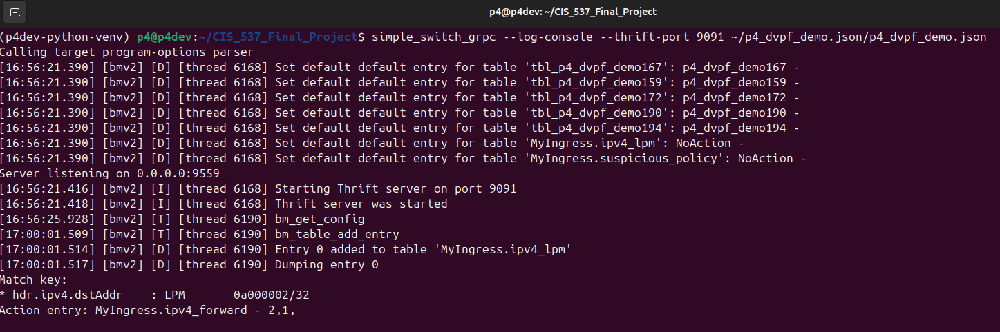 p4@p4dev: ~/CIS_537_Final_Project
(p4dev-python-venv) p4@p4dev:~/CIS_537_Final_Project$ simple_switch_grpc --log-console --thrift-port 9091 ~/p4_dvpf_demo.json/p4_dvpf_demo.json
Calling target program-options parser
[16:56:21.390] [bmv2] [D] [thread 6168] Set default default entry for table 'tbl_p4_dvpf_demo167': p4_dvpf_demo167 -
[16:56:21.390] [bmv2] [D] [thread 6168] Set default default entry for table 'tbl_p4_dvpf_demo159': p4_dvpf_demo159 -
[16:56:21.390] [bmv2] [D] [thread 6168] Set default default entry for table 'tbl_p4_dvpf_demo172': p4_dvpf_demo172 -
[16:56:21.390] [bmv2] [D] [thread 6168] Set default default entry for table 'tbl_p4_dvpf_demo190': p4_dvpf_demo190 -
[16:56:21.390] [bmv2] [D] [thread 6168] Set default default entry for table 'tbl_p4_dvpf_demo194': p4_dvpf_demo194 -
[16:56:21.390] [bmv2] [D] [thread 6168] Set default default entry for table 'MyIngress.ipv4_lpm': NoAction -
[16:56:21.390] [bmv2] [D] [thread 6168] Set default default entry for table 'MyIngress.suspicious_policy': NoAction -
Server listening on 0.0.0.0:9559
[16:56:21.416] [bmv2] [I] [thread 6168] Starting Thrift server on port 9091
[16:56:21.418] [bmv2] [I] [thread 6168] Thrift server was started
[16:56:25.928] [bmv2] [T] [thread 6190] bm_get_config
[17:00:01.509] [bmv2] [T] [thread 6190] bm_table_add_entry
[17:00:01.514] [bmv2] [D] [thread 6190] Entry 0 added to table 'MyIngress.ipv4_lpm'
[17:00:01.517] [bmv2] [D] [thread 6190] Dumping entry 0
Match key:
* hdr.ipv4.dstAddr    : LPM       0a000002/32
Action entry: MyIngress.ipv4_forward - 2,1,